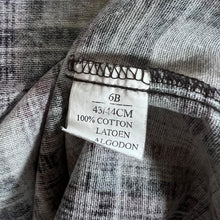 6B
43/44CM
100% COTTON
LATOEN
ALGODON